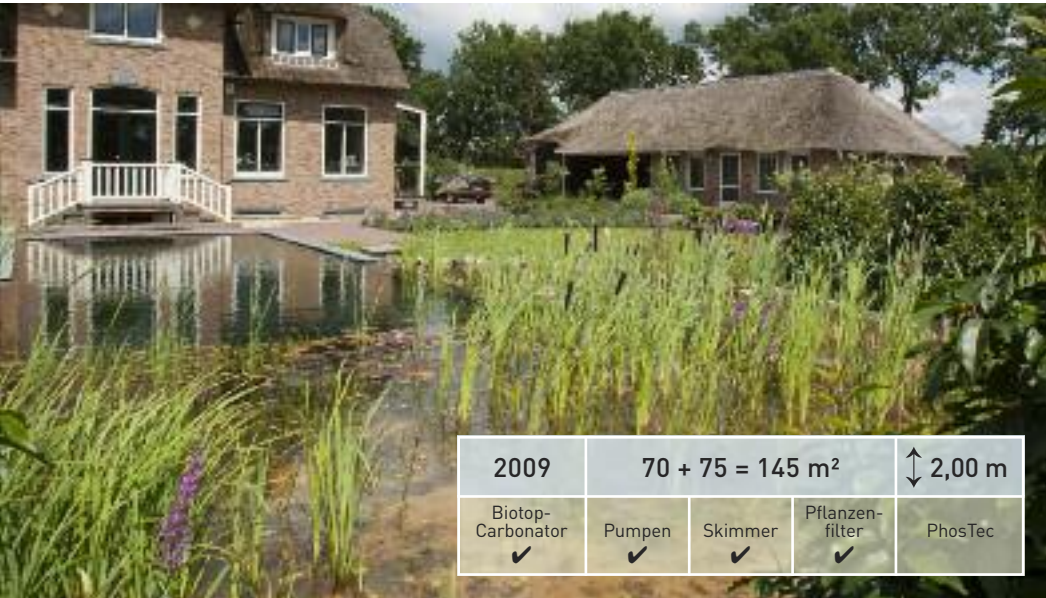 2009
70 + 75 = 145 m²
↕ 2,00 m
Biotop-
Carbonator
✔
Pumpen
✔
Skimmer
✔
Pflanzen-
filter
✔
PhosTec